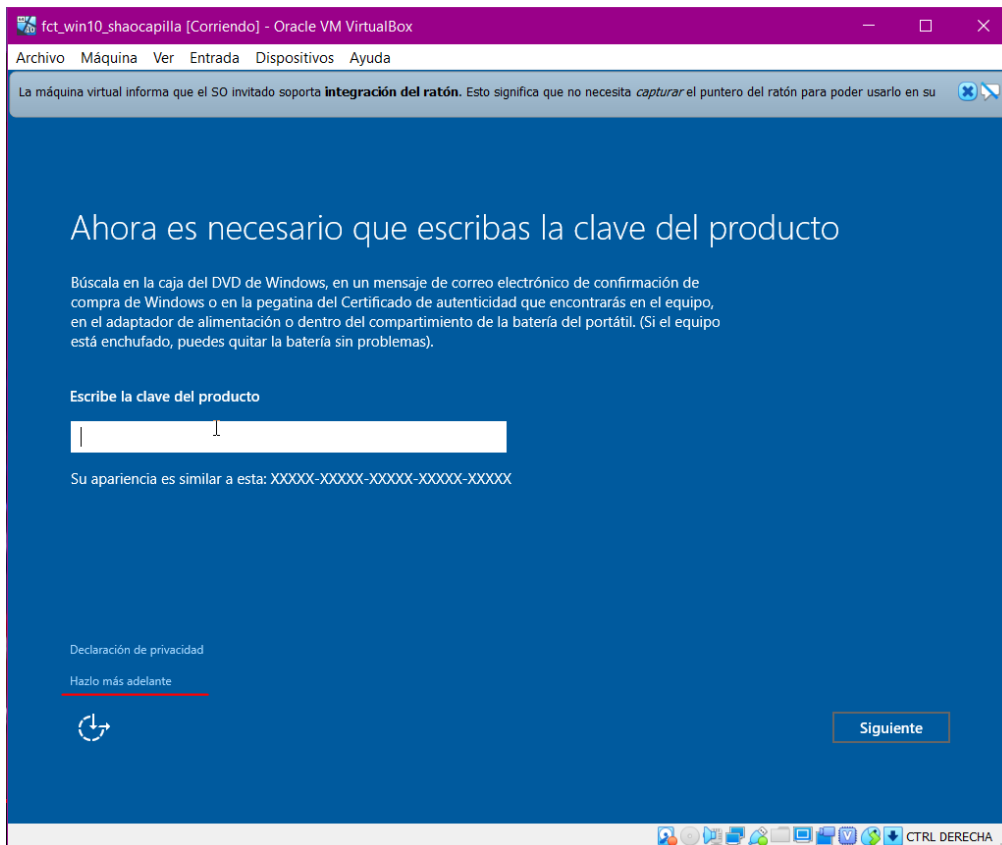 fct_win10_shaocapilla [Corriendo] - Oracle VM VirtualBox
Archivo Máquina Ver Entrada Dispositivos Ayuda
La máquina virtual informa que el SO invitado soporta integración del ratón. Esto significa que no necesita capturar el puntero del ratón para poder usarlo en su
Ahora es necesario que escribas la clave del producto
Búscala en la caja del DVD de Windows, en un mensaje de correo electrónico de confirmación de
compra de Windows o en la pegatina del Certificado de autenticidad que encontrarás en el equipo,
en el adaptador de alimentación o dentro del compartimiento de la batería del portátil. (Si el equipo
está enchufado, puedes quitar la batería sin problemas).
Escribe la clave del producto
Su apariencia es similar a esta: XXXXX-XXXXX-XXXXX-XXXXX-XXXXX
Declaración de privacidad
Hazlo más adelante
Siguiente
CTRL DERECHA